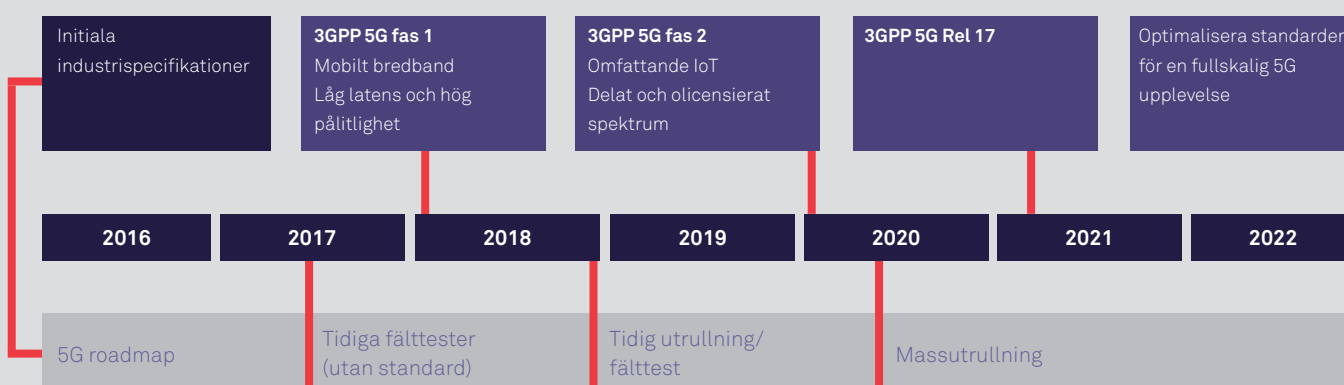 Initiala
industrispecifikationer
3GPP 5G fas 1
Mobilt bredband
Låg latens och hög
pålitlighet
3GPP 5G fas 2
Omfattande IoT
Delat och olicensierat
spektrum
3GPP 5G Rel 17
Optimalisera standarder
för en fullskalig 5G
upplevelse
2016
2017
2018
2019
2020
2021
2022
5G roadmap
Tidiga fälttester
(utan standard)
Tidig utrullning/
fälttest
Massutrullning